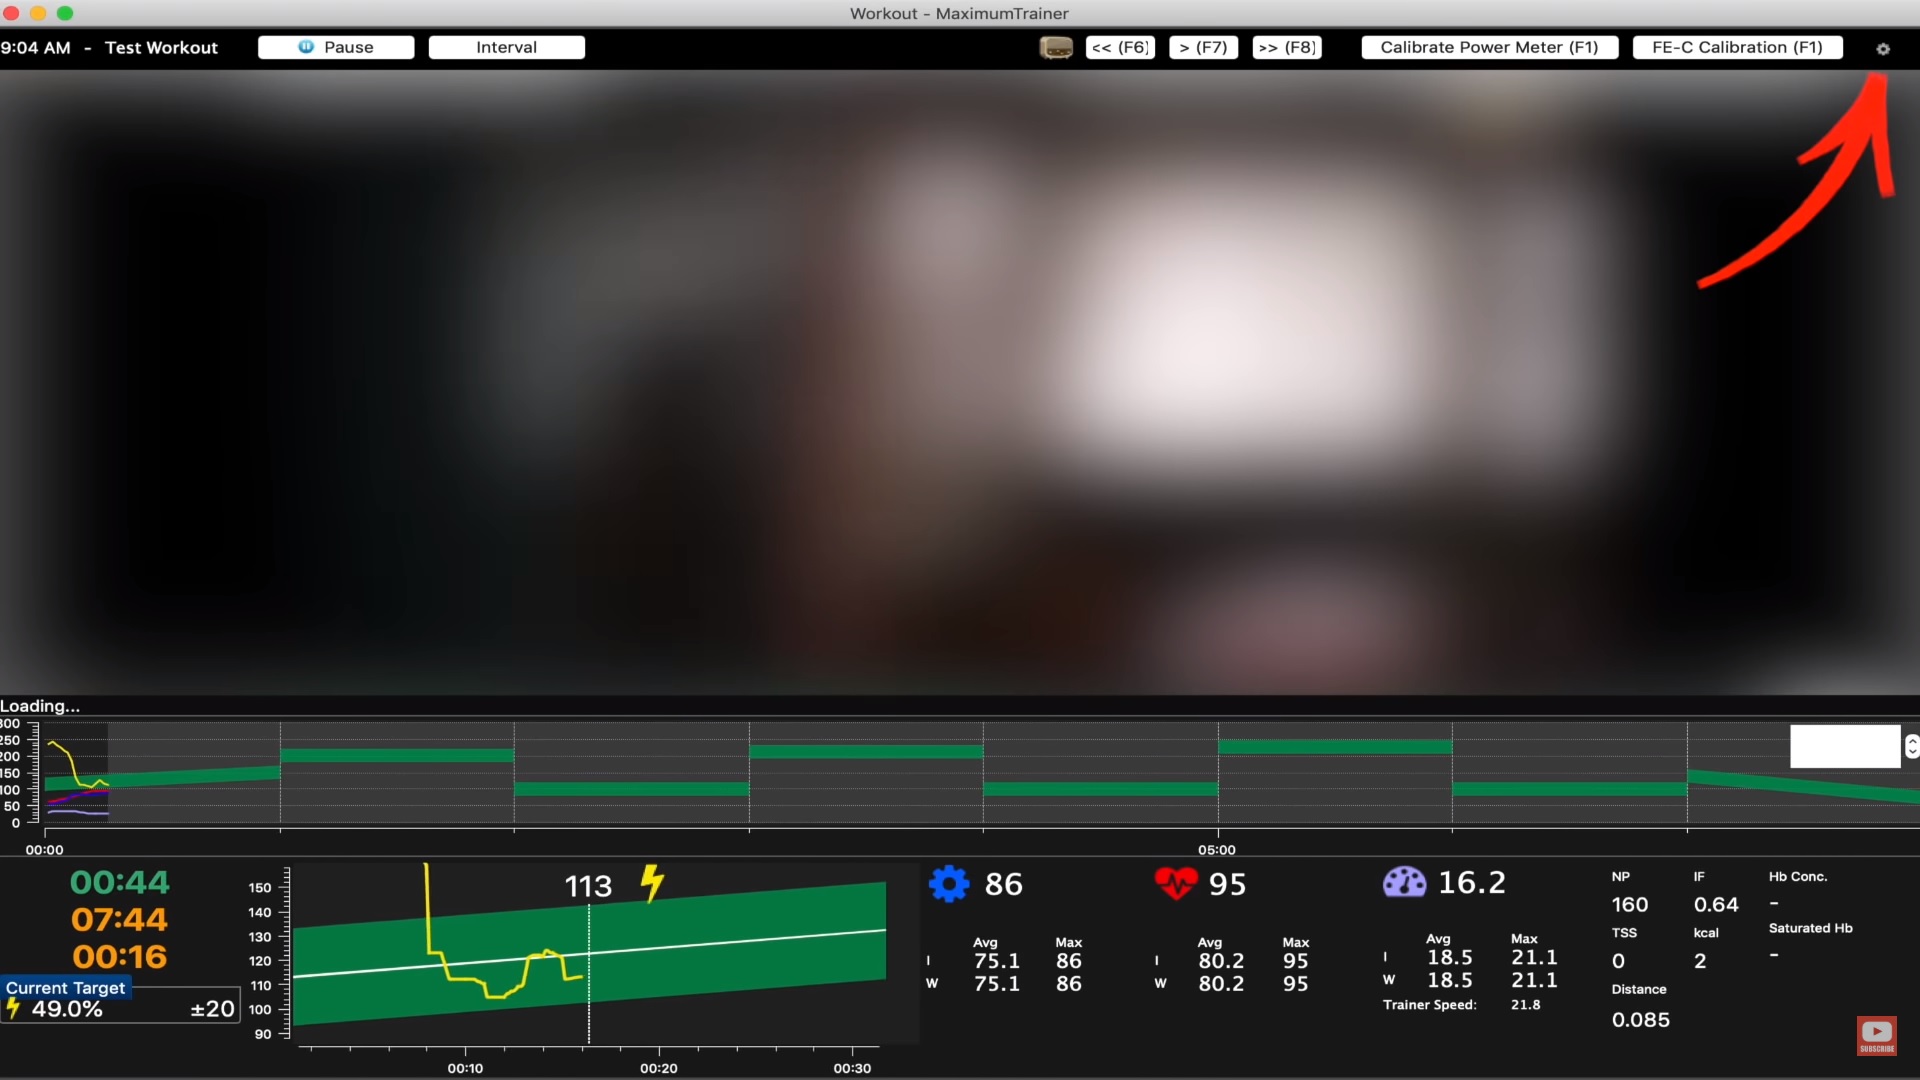 Workout - MaximumTrainer
9:04 AM - Test Workout
Pause
Interval
<< (F6)
> (F7)
>> (F8)
Calibrate Power Meter (F1)
FE-C Calibration (F1)
Loading...
300
250
200
150
100
50
0
00:00
05:00
00:44
07:44
00:16
Current Target
49.0% ±20
150
140
130
120
110
100
90
113
00:10 00:20 00:30
86
Avg Max
I 75.1 86
W 75.1 86
95
Avg Max
I 80.2 95
W 80.2 95
16.2
Avg Max
I 18.5 21.1
W 18.5 21.1
Trainer Speed: 21.8
NP IF
160 0.64
TSS kcal
0 2
Distance
0.085
Hb Conc.
-
Saturated Hb
-
SUBSCRIBE